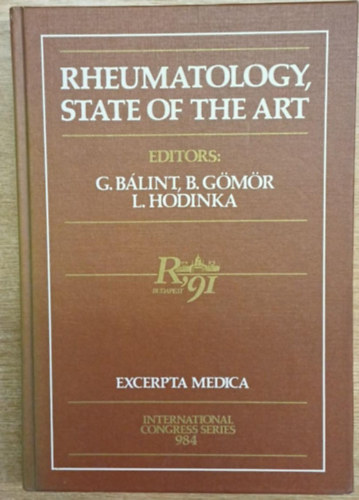 RHEUMATOLOGY,
STATE OF THE ART
EDITORS:
G. BÁLINT, B. GÖMÖR
L. HODINKA
R'91
BUDAPEST
EXCERPTA MEDICA
INTERNATIONAL
CONGRESS SERIES
984